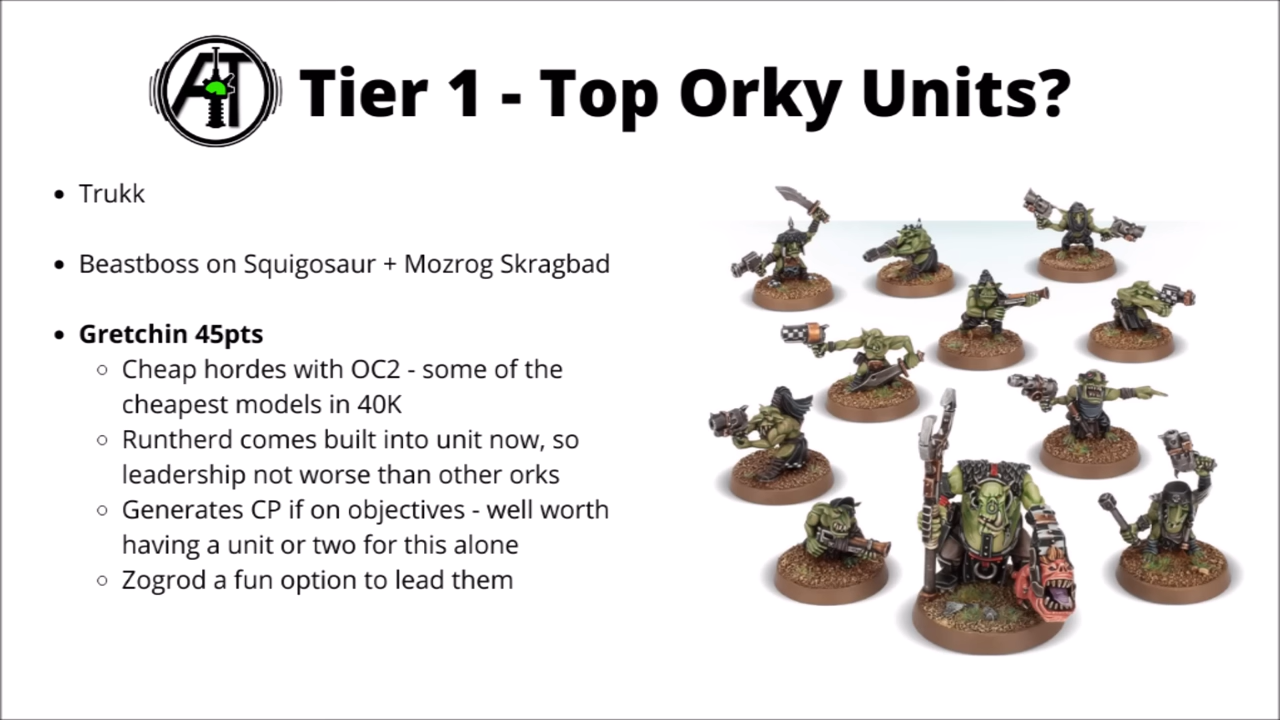 AT
Tier 1 - Top Orky Units?
Trukk
Beastboss on Squigosaur + Mozrog Skragbad
Gretchin 45pts
Cheap hordes with OC2 - some of the
cheapest models in 40K
Runtherd comes built into unit now, so
leadership not worse than other orks
Generates CP if on objectives - well worth
having a unit or two for this alone
Zogrod a fun option to lead them